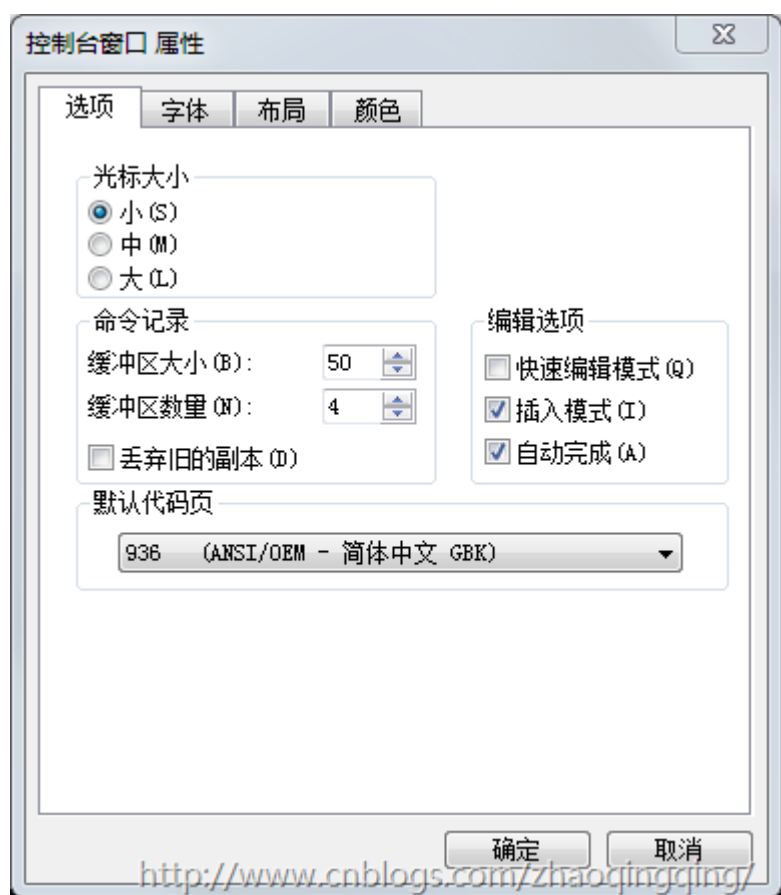 控制台窗口 属性
选项 字体 布局 颜色
光标大小
小(S)
中(M)
大(L)
命令记录
缓冲区大小(B): 50
缓冲区数量(N): 4
丢弃旧的副本(D)
编辑选项
快速编辑模式(Q)
插入模式(I)
自动完成(A)
默认代码页
936 (ANSI/OEM - 简体中文 GBK)
确定 取消
http://www.cnblogs.com/zhaoqingqing/